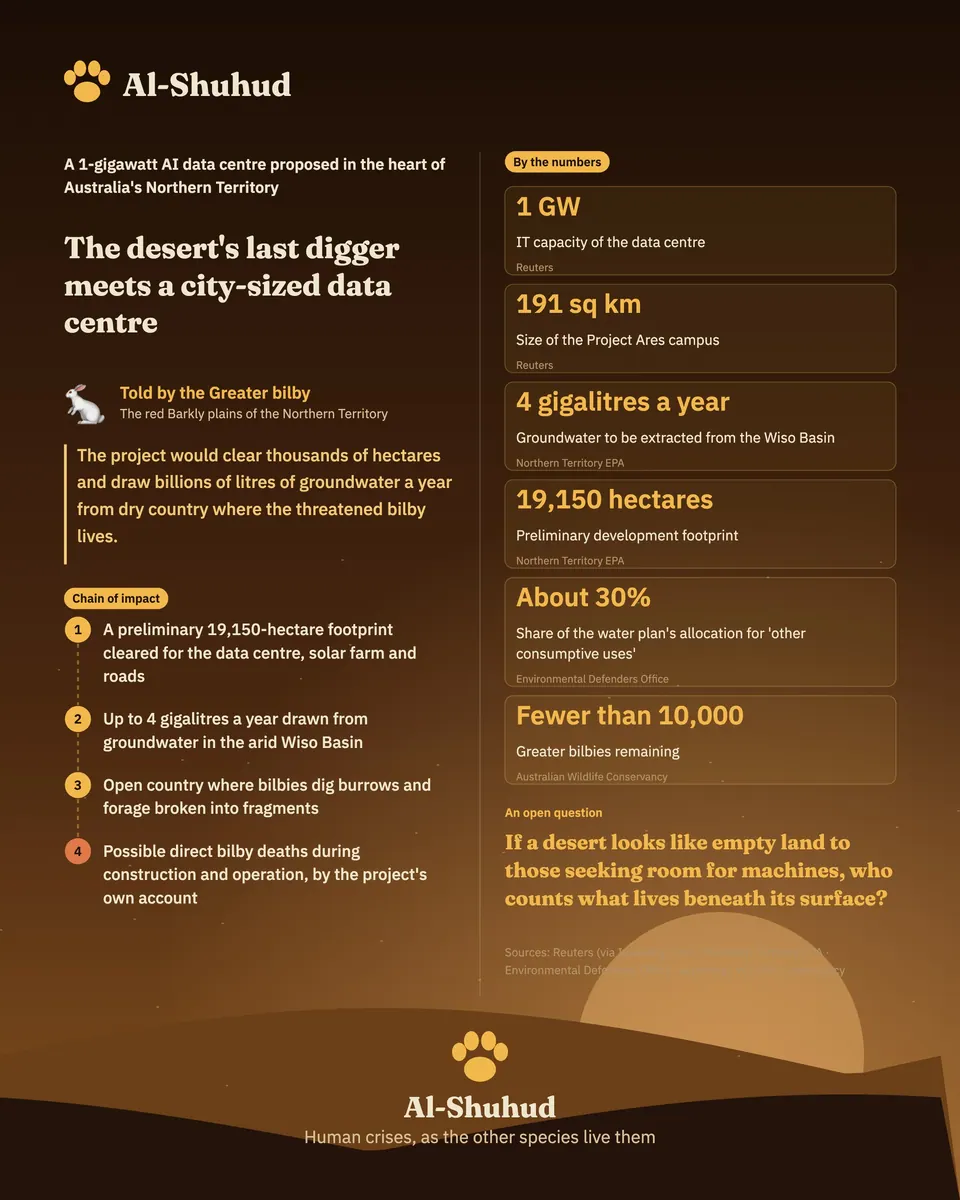 Al-Shuhud
A 1-gigawatt AI data centre proposed in the heart of
Australia's Northern Territory
The desert's last digger
meets a city-sized data
centre
Told by the Greater bilby
The red Barkly plains of the Northern Territory
The project would clear thousands of hectares
and draw billions of litres of groundwater a year
from dry country where the threatened bilby
lives.
Chain of impact
1
A preliminary 19,150-hectare footprint
cleared for the data centre, solar farm and
roads
2
Up to 4 gigalitres a year drawn from
groundwater in the arid Wiso Basin
3
Open country where bilbies dig burrows and
forage broken into fragments
4
Possible direct bilby deaths during
construction and operation, by the project's
own account
By the numbers
1 GW
IT capacity of the data centre
Reuters
191 sq km
Size of the Project Ares campus
Reuters
4 gigalitres a year
Groundwater to be extracted from the Wiso Basin
Northern Territory EPA
19,150 hectares
Preliminary development footprint
Northern Territory EPA
About 30%
Share of the water plan's allocation for 'other
consumptive uses'
Environmental Defenders Office
Fewer than 10,000
Greater bilbies remaining
Australian Wildlife Conservancy
An open question
If a desert looks like empty land to
those seeking room for machines, who
counts what lives beneath its surface?
Sources: Reuters (via
Environmental
Al-Shuhud
Human crises, as the other species live them